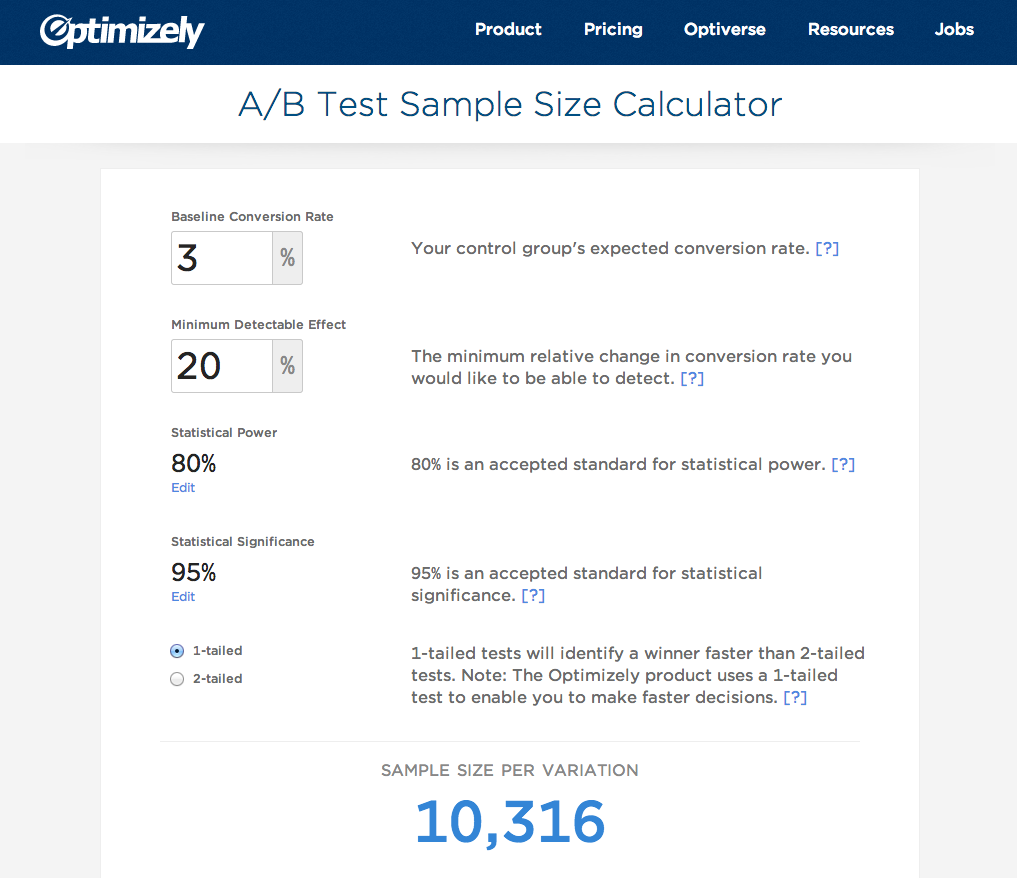 Optimizely
Product Pricing Optiverse Resources Jobs
A/B Test Sample Size Calculator
Baseline Conversion Rate
3 %
Your control group's expected conversion rate. [?]
Minimum Detectable Effect
20 %
The minimum relative change in conversion rate you
would like to be able to detect. [?]
Statistical Power
80%
Edit
80% is an accepted standard for statistical power. [?]
Statistical Significance
95%
Edit
95% is an accepted standard for statistical
significance. [?]
1-tailed
2-tailed
1-tailed tests will identify a winner faster than 2-tailed
tests. Note: The Optimizely product uses a 1-tailed
test to enable you to make faster decisions. [?]
SAMPLE SIZE PER VARIATION
10,316